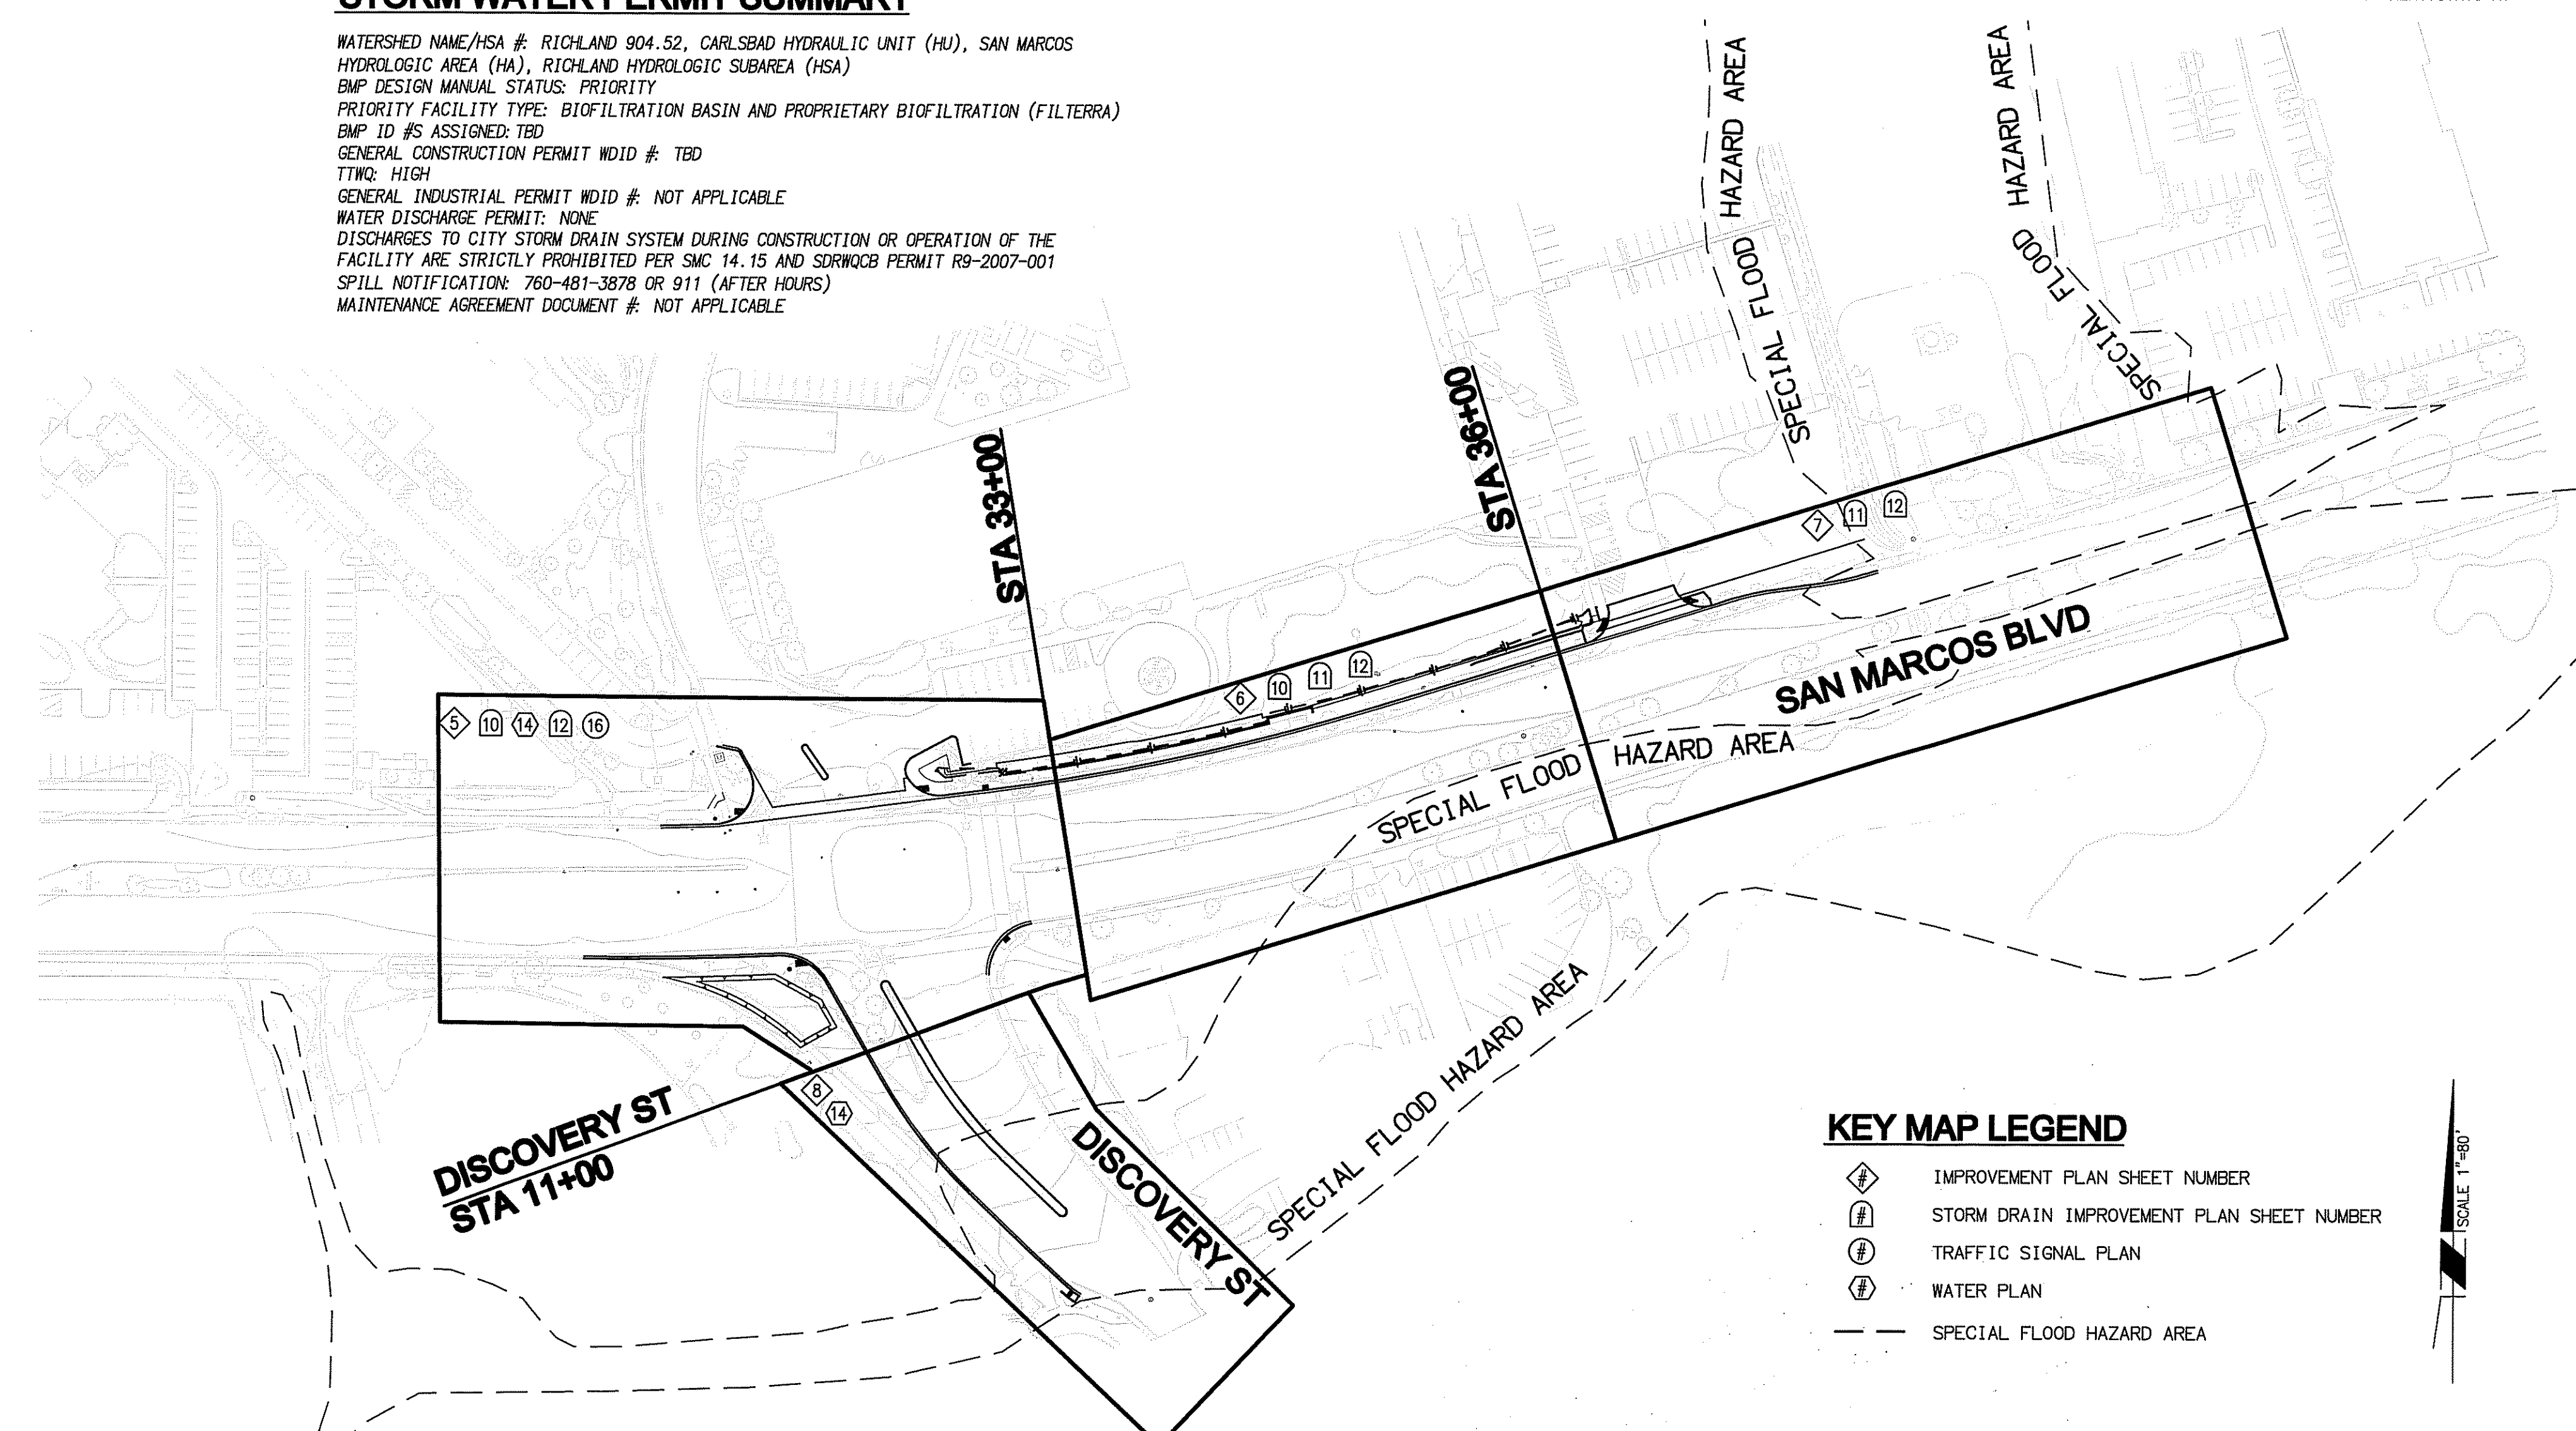 STORM WATER PERMIT SUMMARY
WATERSHED NAME/HSA #: RICHLAND 904.52, CARLSBAD HYDRAULIC UNIT (HU), SAN MARCOS
HYDROLOGIC AREA (HA), RICHLAND HYDROLOGIC SUBAREA (HSA)
BMP DESIGN MANUAL STATUS: PRIORITY
PRIORITY FACILITY TYPE: BIOFILTRATION BASIN AND PROPRIETARY BIOFILTRATION (FILTERRA)
BMP ID #S ASSIGNED: TBD
GENERAL CONSTRUCTION PERMIT WDID #: TBD
TTWQ: HIGH
GENERAL INDUSTRIAL PERMIT WDID #: NOT APPLICABLE
WATER DISCHARGE PERMIT: NONE
DISCHARGES TO CITY STORM DRAIN SYSTEM DURING CONSTRUCTION OR OPERATION OF THE
FACILITY ARE STRICTLY PROHIBITED PER SMC 14.15 AND SDRWQCB PERMIT R9-2007-001
SPILL NOTIFICATION: 760-481-3878 OR 911 (AFTER HOURS)
MAINTENANCE AGREEMENT DOCUMENT #: NOT APPLICABLE
SPECIAL FLOOD HAZARD AREA
SPECIAL FLOOD HAZARD AREA
SPECIAL
STA 33+00
STA 36+00
7 11 12
6 10 11 12
5 10 14 12 16
SAN MARCOS BLVD
SPECIAL FLOOD HAZARD AREA
SPECIAL FLOOD HAZARD AREA
8
14
DISCOVERY ST
STA 11+00
DISCOVERY ST
KEY MAP LEGEND
# IMPROVEMENT PLAN SHEET NUMBER
# STORM DRAIN IMPROVEMENT PLAN SHEET NUMBER
# TRAFFIC SIGNAL PLAN
# WATER PLAN
SPECIAL FLOOD HAZARD AREA
SCALE 1"=80'